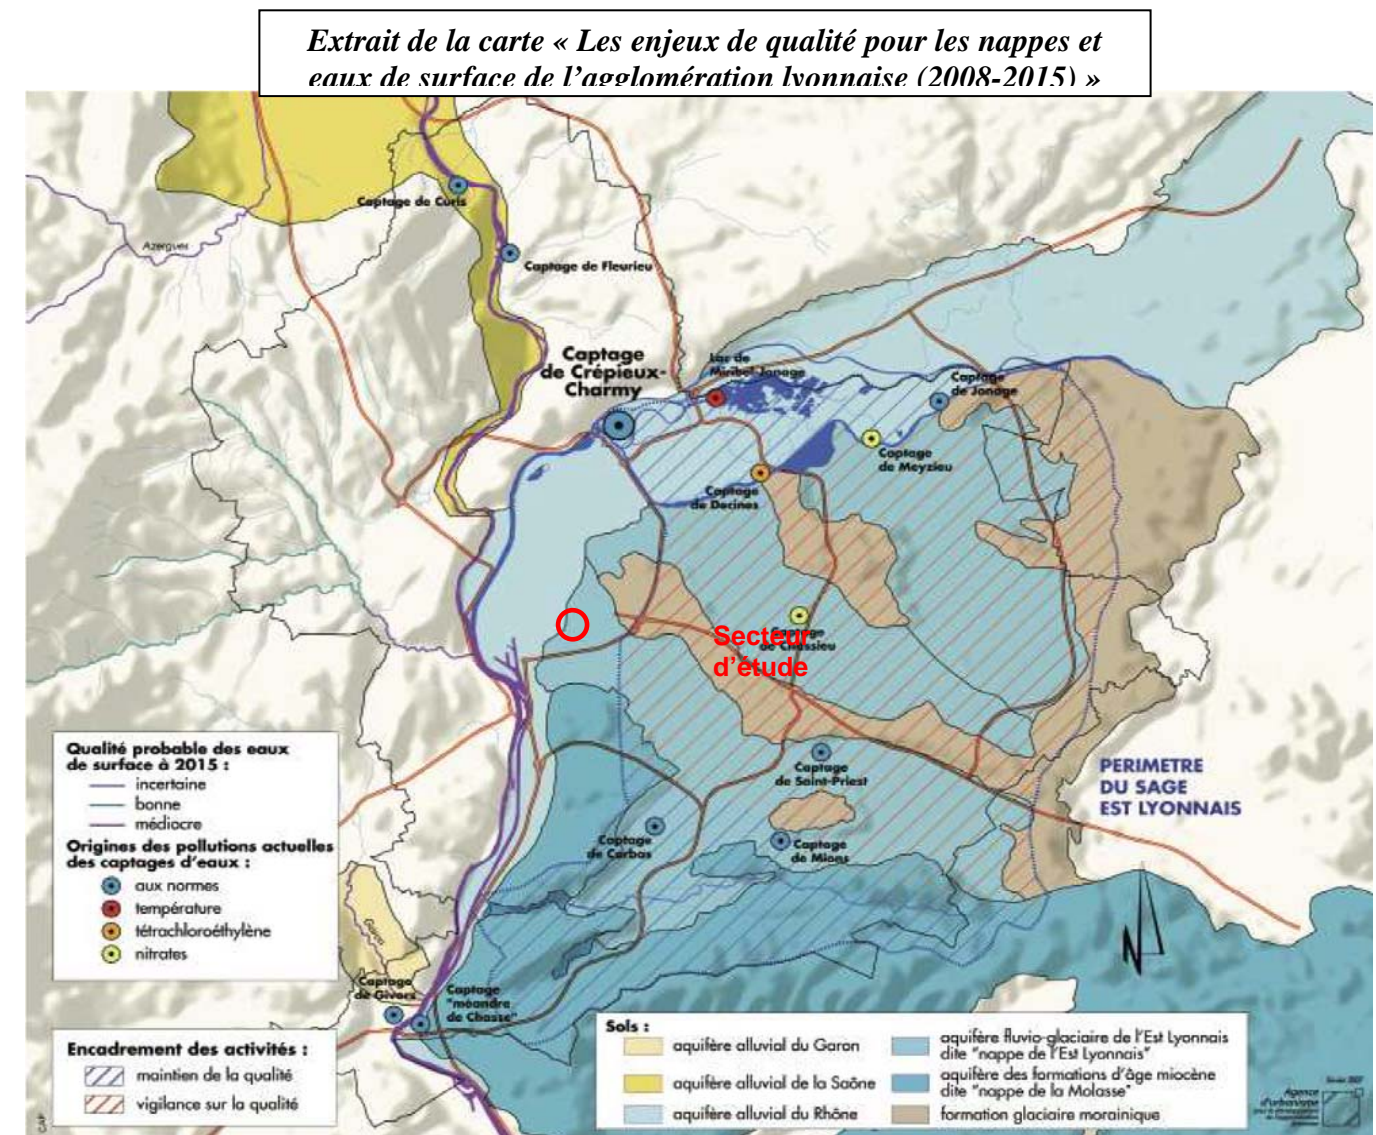 Extrait de la carte « Les enjeux de qualité pour les nappes et
eaux de surface de l'agglomération lyonnaise (2008-2015) »
Captage de Curis
Azergues
Captage de Fleurieu
Captage
de Crépieux-
Charmy
Lac de
Miribel-Jonage
Captage
de Jonage
Captage
de Meyzieu
Captage
de Decines
Captage
de Chassieu
Secteur
d'étude
Captage
de Saint-Priest
Captage
de Corbas
Captage
de Mions
PERIMETRE
DU SAGE
EST LYONNAIS
Qualité probable des eaux
de surface à 2015 :
incertaine
bonne
médiocre
Origines des pollutions actuelles
des captages d'eaux :
aux normes
température
tétrachloroéthylène
nitrates
Garon
Captage
de Givors
Captage
"méandre
de Chasse"
N
Encadrement des activités :
maintien de la qualité
vigilance sur la qualité
Sols :
aquifère alluvial du Garon
aquifère alluvial de la Saône
aquifère alluvial du Rhône
aquifère fluvio-glaciaire de l'Est Lyonnais
dite "nappe de l'Est Lyonnais"
aquifère des formations d'âge miocène
dite "nappe de la Molasse"
formation glaciaire morainique
2007
Agence
d'urbanisme